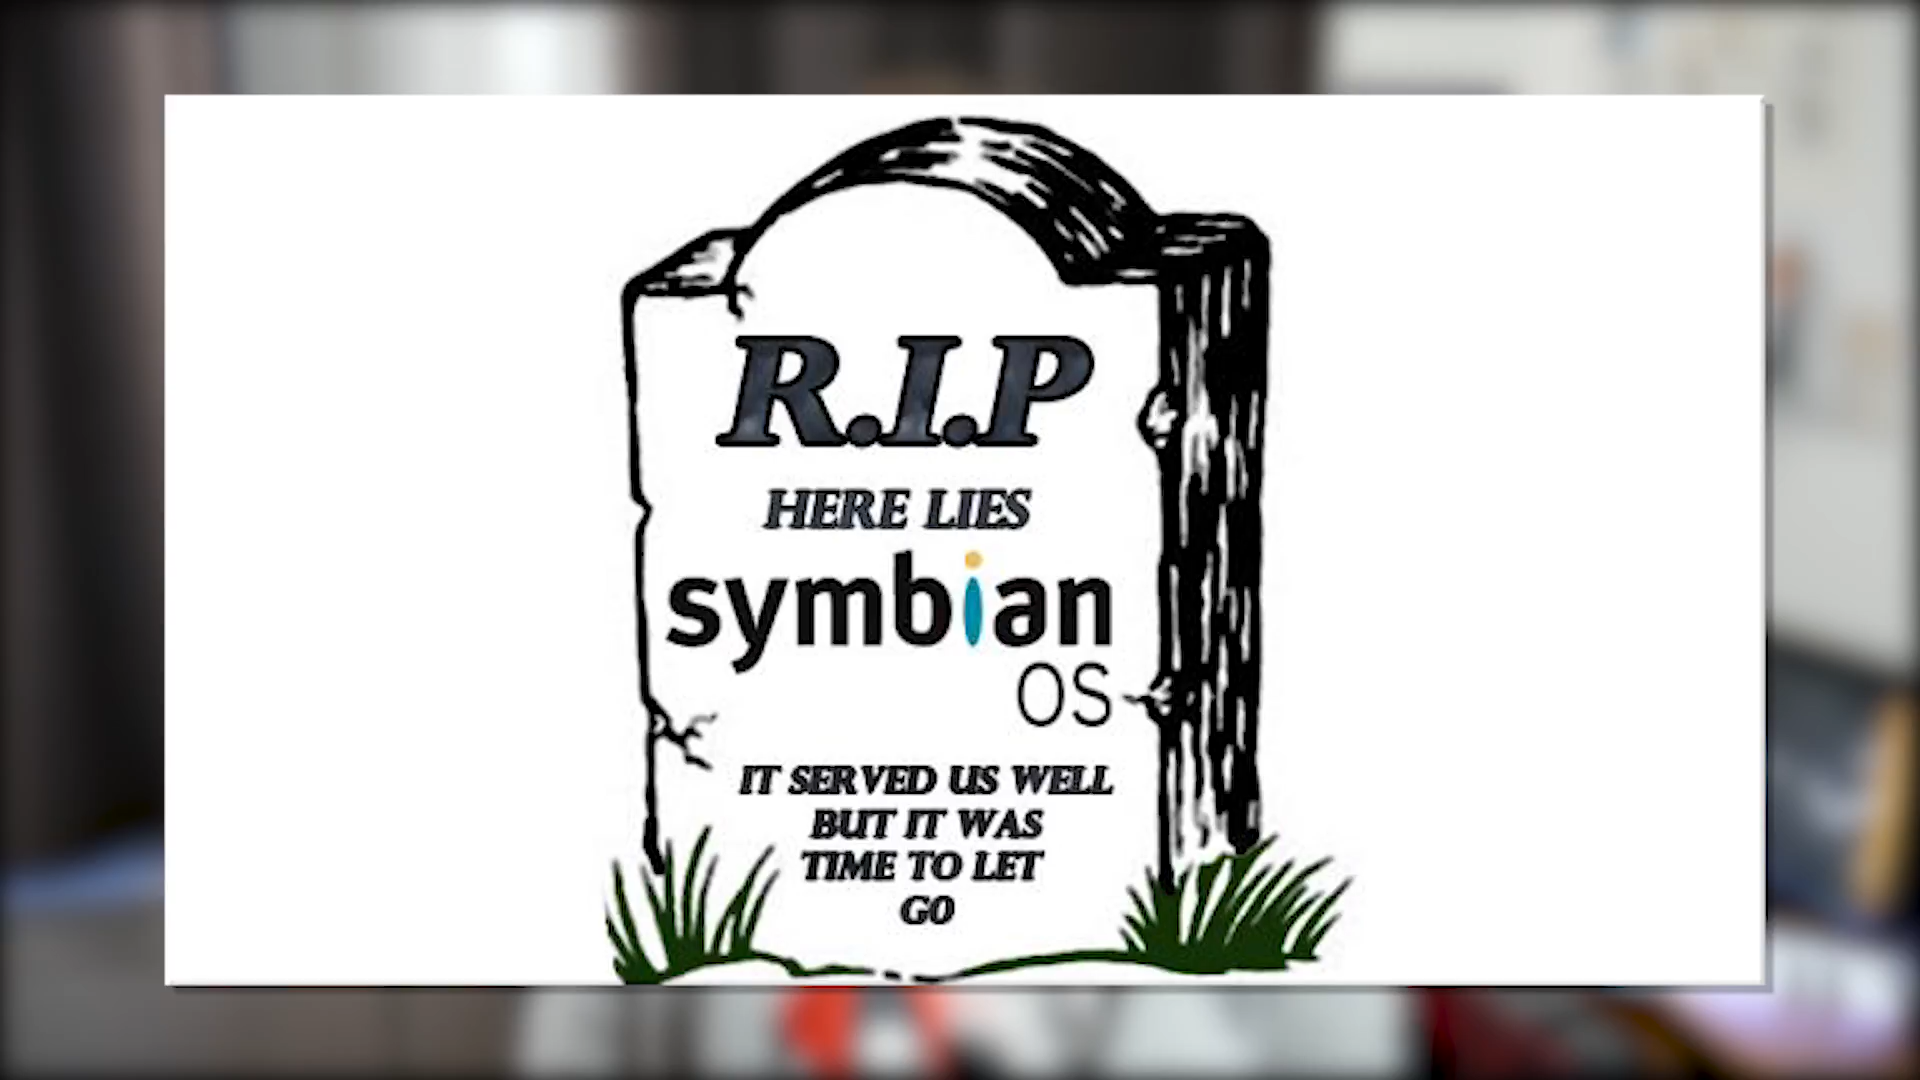 R.I.P
HERE LIES
symbian
OS
IT SERVED US WELL
BUT IT WAS
TIME TO LET
GO